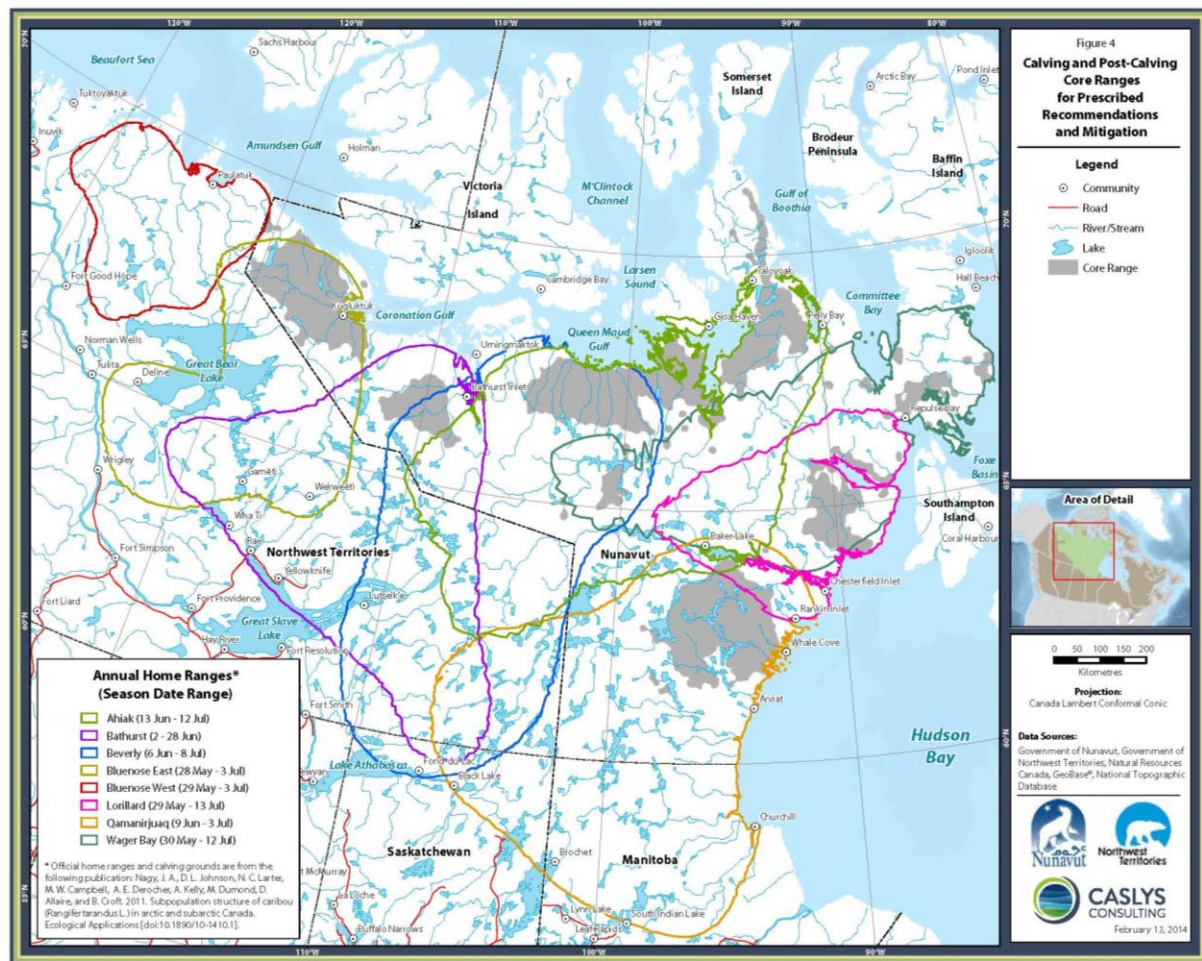 130°W
120°W
110°W
100°W
90°W
80°W
70°N
Sachs Harbour
Beaufort Sea
Somerset
Island
Arctic Bay
Pond Inlet
Tuktoyaktuk
Inuvik
Amundsen Gulf
Holman
Brodeur
Peninsula
Baffin
Island
Paulatuk
Victoria
Island
M'Clintock
Channel
Gulf of
Boothia
70°N
Igloolik
Hall Beach
Fort Good Hope
Cambridge Bay
Larsen
Sound
Taloyoak
Committee
Bay
Kugluktuk
Coronation Gulf
Gjoa Haven
Pelly Bay
Queen Maud
Gulf
65°N
Norman Wells
Tulita
Deline
Great Bear
Lake
Umingmaktok
Bathurst Inlet
Repulse Bay
Wrigley
Gamèti
Wekweètì
Foxe
Basin
65°N
Wha Ti
Southampton
Island
Coral Harbour
Rae
Northwest Territories
Nunavut
Baker Lake
Fort Simpson
Yellowknife
Chesterfield Inlet
Fort Liard
Fort Providence
Lutselk'e
Rankin Inlet
60°N
Great Slave
Lake
Hay River
Fort Resolution
Whale Cove
Fort Smith
Arviat
Hudson
Bay
60°N
Lake Athabasca
Fond du Lac
Black Lake
Churchill
Saskatchewan
Manitoba
Brochet
La Loche
Lynn Lake
South Indian Lake
Leaf Rapids
Buffalo Narrows
55°N
110°W
100°W
90°W
Annual Home Ranges*
(Season Date Range)
Ahiak (13 Jun - 12 Jul)
Bathurst (2 - 28 Jun)
Beverly (6 Jun - 8 Jul)
Bluenose East (28 May - 3 Jul)
Bluenose West (29 May - 3 Jul)
Lorillard (29 May - 13 Jul)
Qamanirjuaq (9 Jun - 3 Jul)
Wager Bay (30 May - 12 Jul)
* Official home ranges and calving grounds are from the
following publication: Nagy, J. A., D. L. Johnson, N. C. Larter,
M. W. Campbell, A. E. Derocher, A. Kelly, M. Dumond, D.
Allaire, and B. Croft. 2011. Subpopulation structure of caribou
(Rangifer tarandus L.) in arctic and subarctic Canada.
Ecological Applications [doi:10.1890/10-1410.1].
Figure 4
Calving and Post-Calving
Core Ranges
for Prescribed
Recommendations
and Mitigation
Legend
Community
Road
River/Stream
Lake
Core Range
Area of Detail
0 50 100 150 200
Kilometres
Projection:
Canada Lambert Conformal Conic
Data Sources:
Government of Nunavut, Government of
Northwest Territories, Natural Resources
Canada, GeoBase®, National Topographic
Database
Nunavut
Northwest
Territories
CASLYS
CONSULTING
February 13, 2014